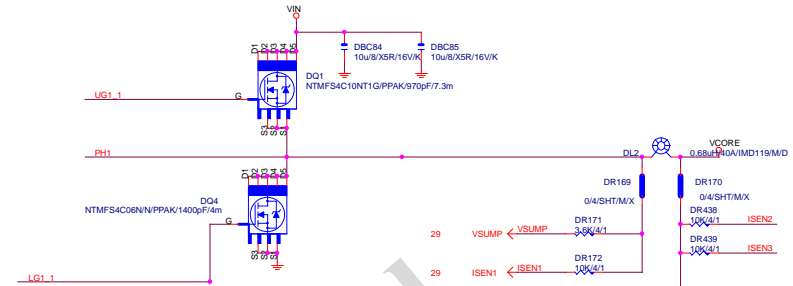 VIN
D1 D2 D3 D4 D5
DBC84
10u/8/X5R/16V/K
DBC85
10u/8/X5R/16V/K
DQ1
NTMFS4C10NT1G/PPAK/970pF/7.3m
UG1_1
G
S3 S2 S1
PH1
DL2
VCORE
0.68uH/40A/IMD119/M/D
D1 D2 D3 D4 D5
DQ4
NTMFS4C06N/N/PPAK/1400pF/4m
G
S3 S2 S1
LG1_1
DR169
0/4/SHT/M/X
DR170
0/4/SHT/M/X
DR171
3.6K/4/1
29
VSUMP
VSUMP
DR438
10K/4/1
ISEN2
DR439
10K/4/1
ISEN3
DR172
10K/4/1
29
ISEN1
ISEN1